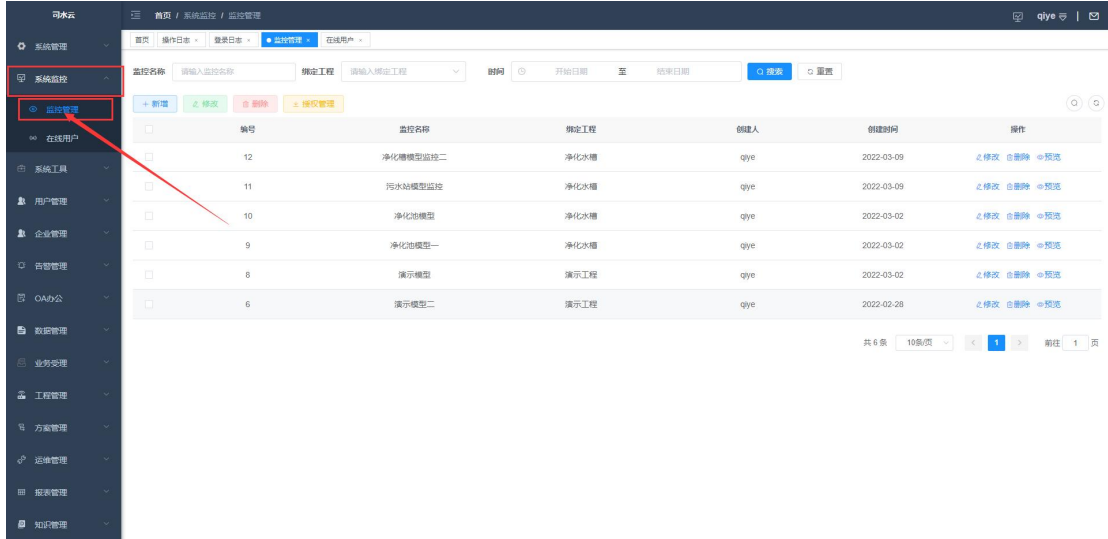 司水云
首页 / 系统监控 / 监控管理
qiye
系统管理
系统监控
监控管理
在线用户
系统工具
用户管理
企业管理
告警管理
OA办公
数据管理
业务受理
工程管理
方案管理
运维管理
报表管理
知识管理
首页 操作日志 × 登录日志 × 监控管理 × 在线用户 ×
监控名称 请输入监控名称 绑定工程 请输入绑定工程 时间 开始日期 至 结束日期 搜索 重置
+ 新增 修改 删除 授权管理
编号 监控名称 绑定工程 创建人 创建时间 操作
12 净化槽模型监控二 净化水槽 qiye 2022-03-09 修改 删除 预览
11 污水站模型监控 净化水槽 qiye 2022-03-09 修改 删除 预览
10 净化池模型 净化水槽 qiye 2022-03-02 修改 删除 预览
9 净化池模型一 净化水槽 qiye 2022-03-02 修改 删除 预览
8 演示模型 演示工程 qiye 2022-03-02 修改 删除 预览
6 演示模型二 演示工程 qiye 2022-02-28 修改 删除 预览
共 6 条 10条/页 < 1 > 前往 1 页